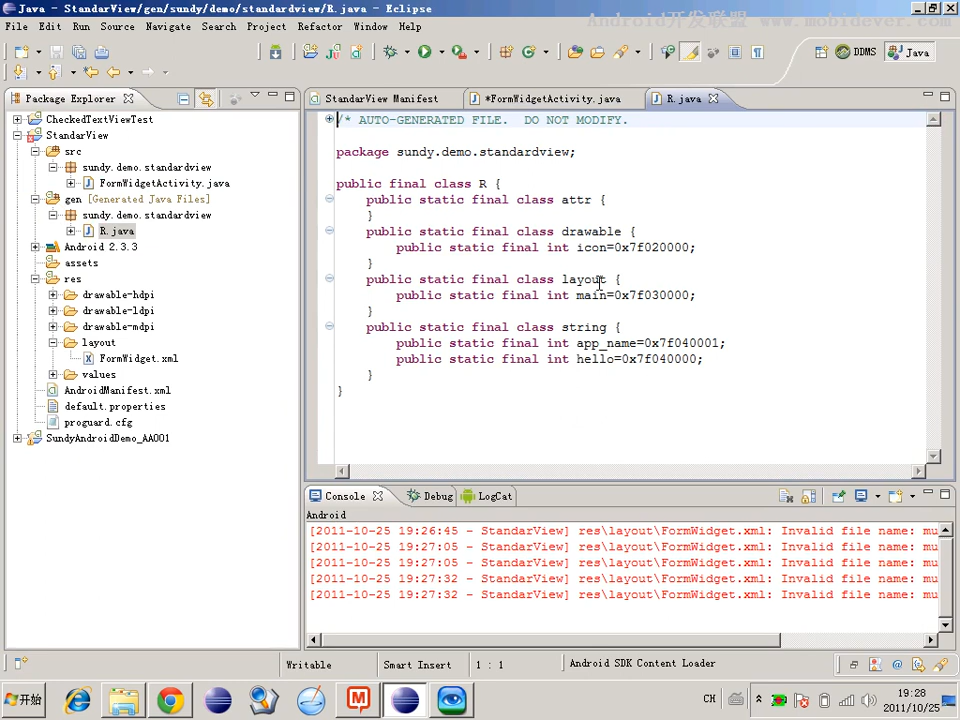 Java - StandarView/gen/sundy/demo/standardview/R.java - Eclipse
Android开发联盟 www.mobidever.com
File Edit Run Source Navigate Search Project Refactor Window Help
DDMS Java
Package Explorer
StandarView Manifest *FormWidgetActivity.java R.java
CheckedTextViewTest
StandarView
src
sundy.demo.standardview
FormWidgetActivity.java
gen [Generated Java Files]
sundy.demo.standardview
R.java
Android 2.3.3
assets
res
drawable-hdpi
drawable-ldpi
drawable-mdpi
layout
FormWidget.xml
values
AndroidManifest.xml
default.properties
proguard.cfg
SundyAndroidDemo_AA001
/* AUTO-GENERATED FILE.  DO NOT MODIFY.
package sundy.demo.standardview;
public final class R {
public static final class attr {
}
public static final class drawable {
public static final int icon=0x7f020000;
}
public static final class layout {
public static final int main=0x7f030000;
}
public static final class string {
public static final int app_name=0x7f040001;
public static final int hello=0x7f040000;
}
}
Console Debug LogCat
Android
[2011-10-25 19:26:45 - StandarView] res\layout\FormWidget.xml: Invalid file name: mu
[2011-10-25 19:27:05 - StandarView] res\layout\FormWidget.xml: Invalid file name: mu
[2011-10-25 19:27:05 - StandarView] res\layout\FormWidget.xml: Invalid file name: mu
[2011-10-25 19:27:32 - StandarView] res\layout\FormWidget.xml: Invalid file name: mu
[2011-10-25 19:27:32 - StandarView] res\layout\FormWidget.xml: Invalid file name: mu
Writable Smart Insert 1 : 1 Android SDK Content Loader
开始 CH 19:28
2011/10/25